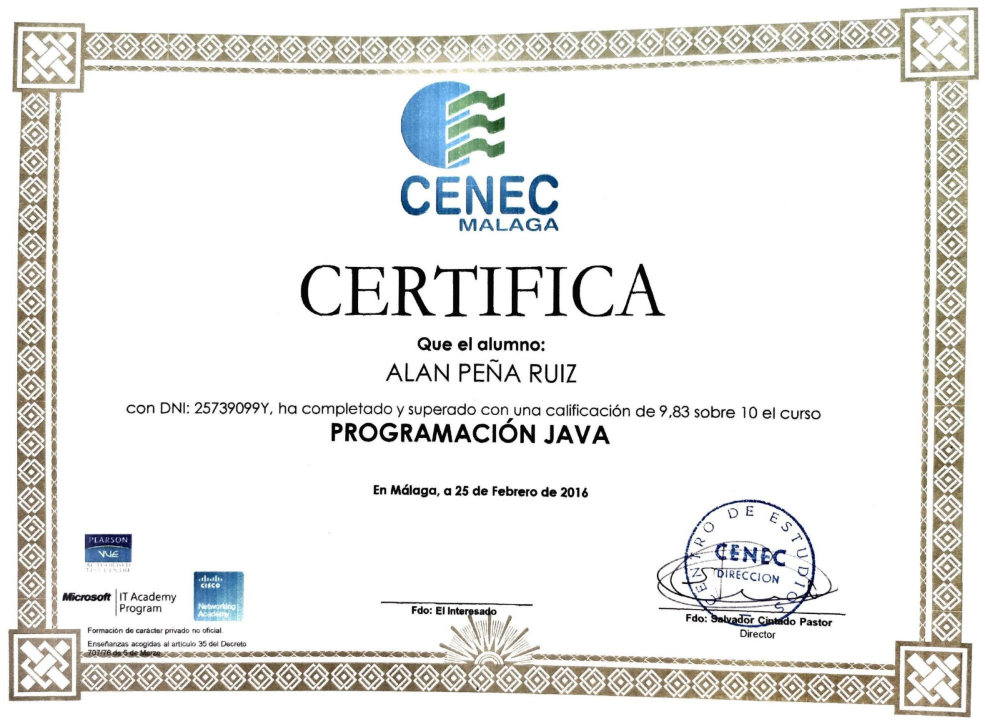 CENEC
MALAGA
CERTIFICA
Que el alumno:
ALAN PEÑA RUIZ
con DNI: 25739099Y, ha completado y superado con una calificación de 9,83 sobre 10 el curso
PROGRAMACIÓN JAVA
En Málaga, a 25 de Febrero de 2016
CENTRO DE ESTUDIOS
CENEC
DIRECCION
PEARSON
VUE
AUTHORIZED
TEST CENTRE
Microsoft IT Academy
Program
cisco
Networking
Academy
Fdo: El Interesado
Fdo: Salvador Cintado Pastor
Director
Formación de carácter privado no oficial.
Enseñanzas acogidas al artículo 35 del Decreto
707/76 de 5 de Marzo